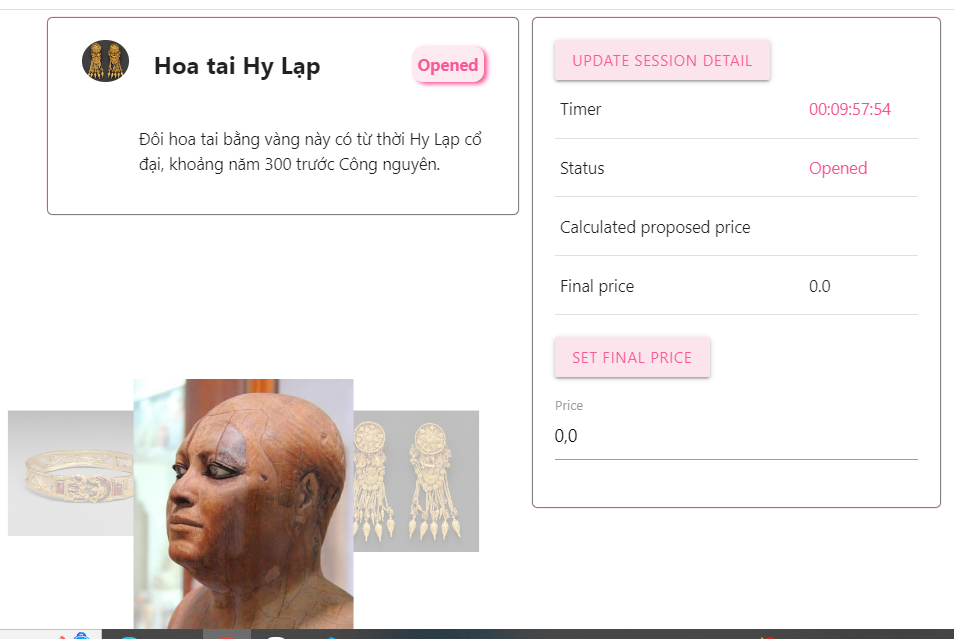 Hoa tai Hy Lạp
Opened
Đôi hoa tai bằng vàng này có từ thời Hy Lạp cổ
đại, khoảng năm 300 trước Công nguyên.
UPDATE SESSION DETAIL
Timer 00:09:57:54
Status Opened
Calculated proposed price
Final price 0.0
SET FINAL PRICE
Price
0,0